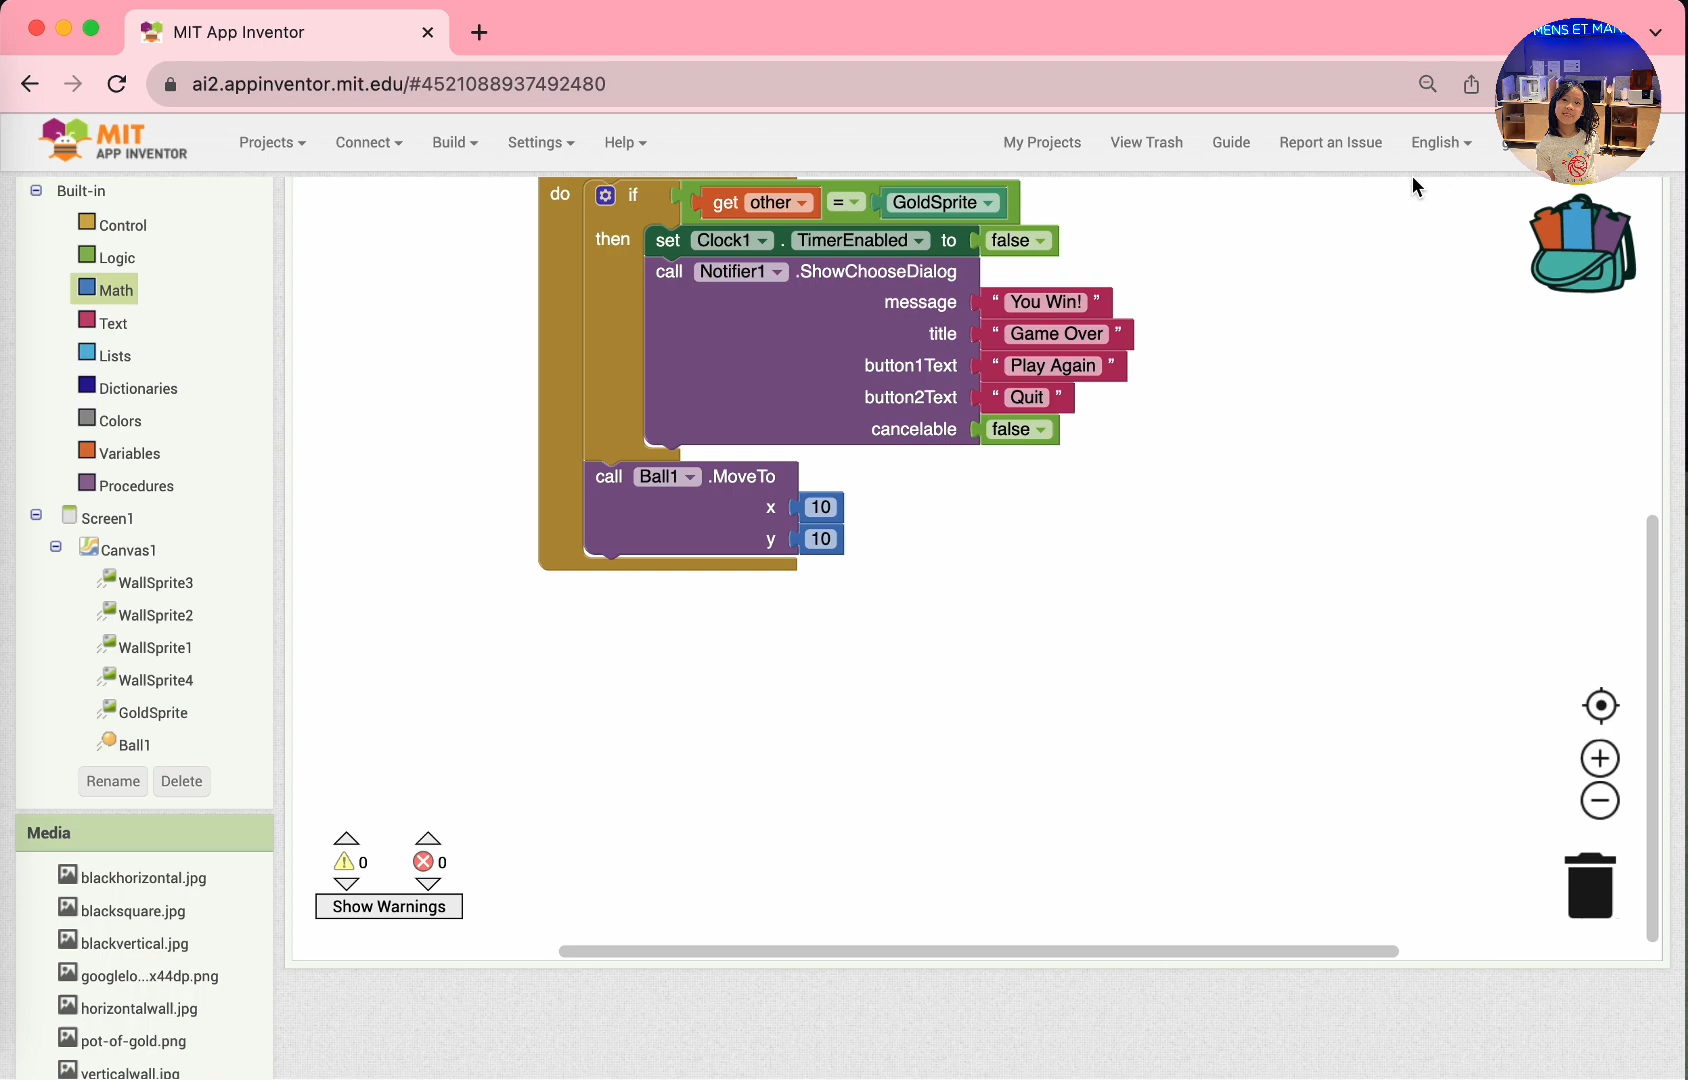 MIT App Inventor
MENS ET MAN
ai2.appinventor.mit.edu/#4521088937492480
MIT
APP INVENTOR
Projects
Connect
Build
Settings
Help
My Projects
View Trash
Guide
Report an Issue
English
Built-in
Control
Logic
Math
Text
Lists
Dictionaries
Colors
Variables
Procedures
Screen1
Canvas1
WallSprite3
WallSprite2
WallSprite1
WallSprite4
GoldSprite
Ball1
Rename Delete
Media
blackhorizontal.jpg
blacksquare.jpg
blackvertical.jpg
googlelo...x44dp.png
horizontalwall.jpg
pot-of-gold.png
verticalwall.jpg
do if get other = GoldSprite
then set Clock1 . TimerEnabled to false
call Notifier1 .ShowChooseDialog
message “ You Win! ”
title “ Game Over ”
button1Text “ Play Again ”
button2Text “ Quit ”
cancelable false
call Ball1 .MoveTo
x 10
y 10
0 0
Show Warnings